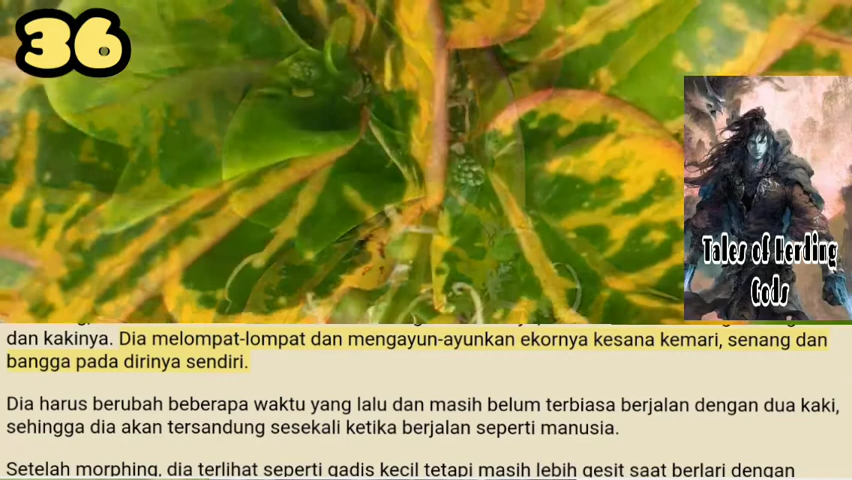 36
Tales of Herding
Gods
dan kakinya. Dia melompat-lompat dan mengayun-ayunkan ekornya kesana kemari, senang dan
bangga pada dirinya sendiri.
Dia harus berubah beberapa waktu yang lalu dan masih belum terbiasa berjalan dengan dua kaki,
sehingga dia akan tersandung sesekali ketika berjalan seperti manusia.
Setelah morphing, dia terlihat seperti gadis kecil tetapi masih lebih gesit saat berlari dengan